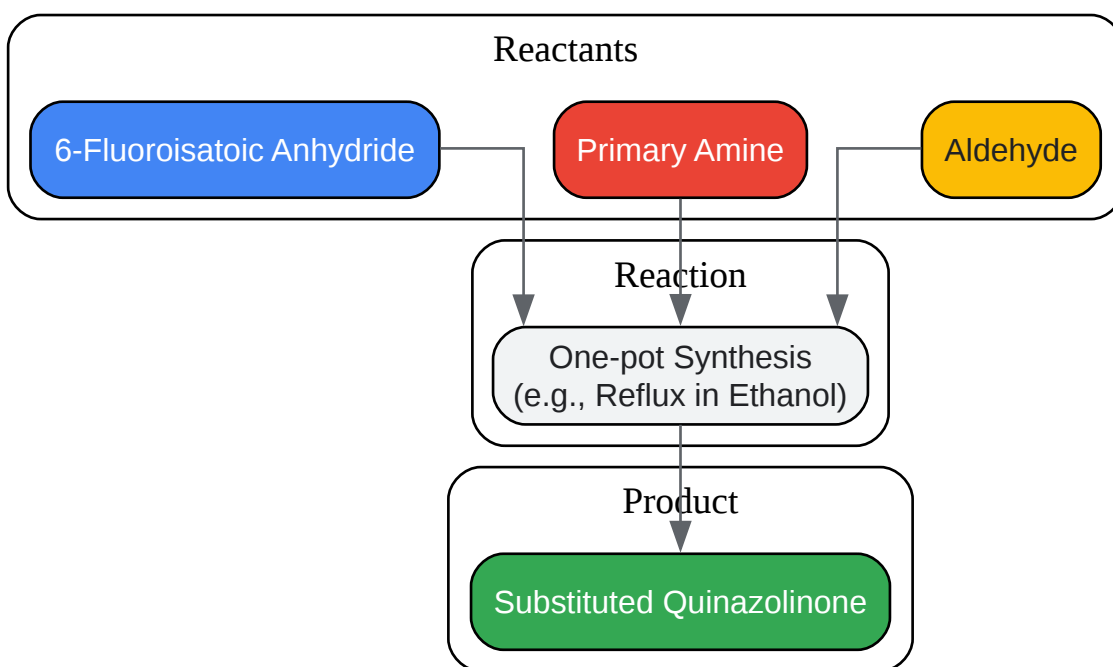 Reactants
6-Fluoroisatoic Anhydride
Primary Amine
Aldehyde
Reaction
One-pot Synthesis
(e.g., Reflux in Ethanol)
Product
Substituted Quinazolinone